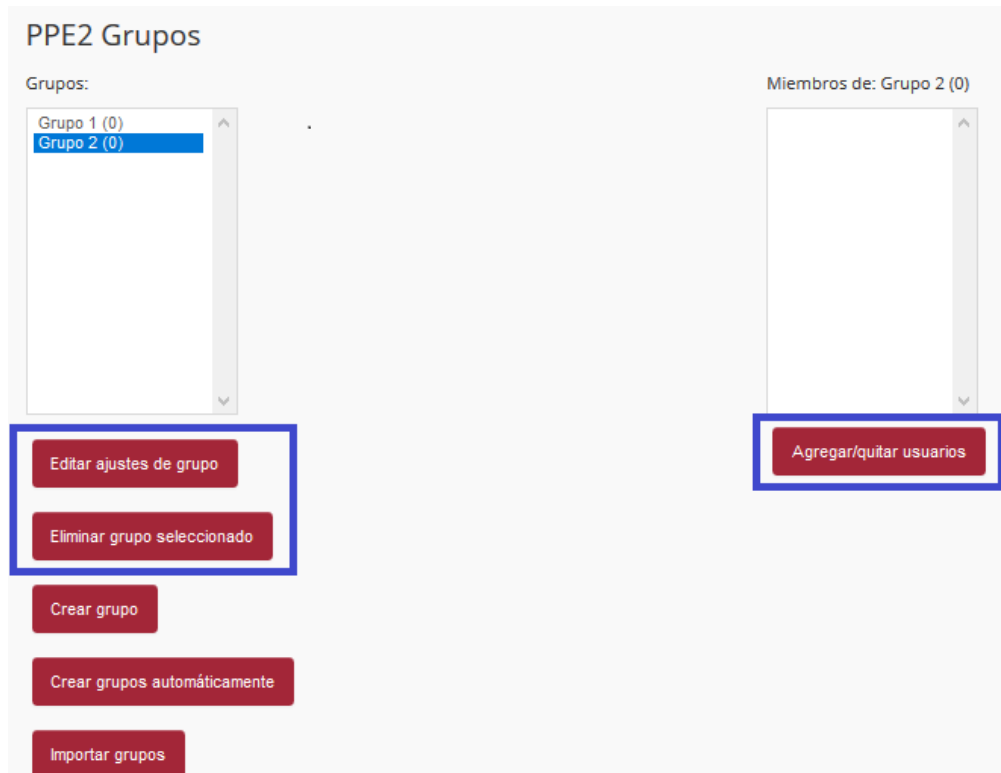 PPE2 Grupos
Grupos:
Miembros de: Grupo 2 (0)
Grupo 1 (0)
Grupo 2 (0)
.
Editar ajustes de grupo
Agregar/quitar usuarios
Eliminar grupo seleccionado
Crear grupo
Crear grupos automáticamente
Importar grupos